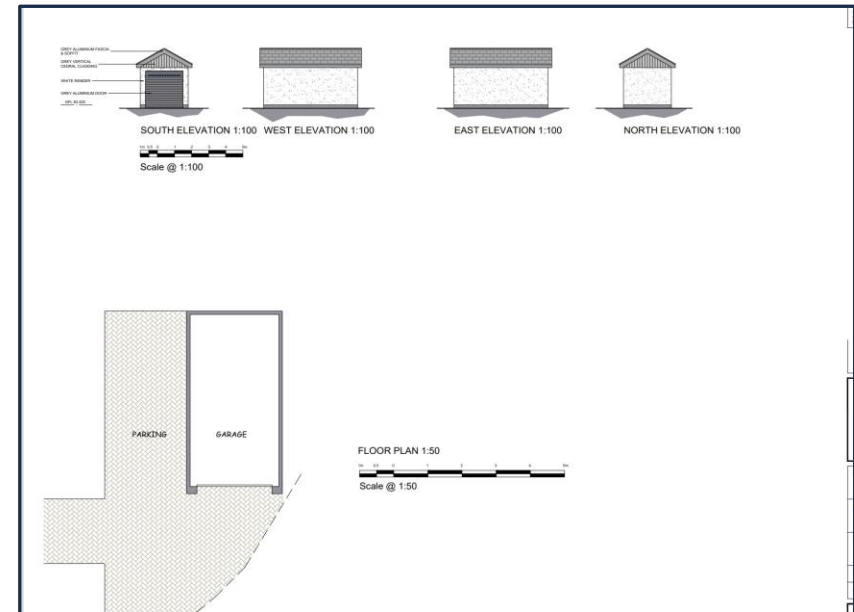 GREY ALUMINIUM FASCIA
& SOFFIT
GREY VERTICAL
CEDRAL CLADDING
WHITE RENDER
GREY ALUMINIUM DOOR
SOUTH ELEVATION 1:100
WEST ELEVATION 1:100
EAST ELEVATION 1:100
NORTH ELEVATION 1:100
Scale @ 1:100
PARKING
GARAGE
FLOOR PLAN 1:50
Scale @ 1:50